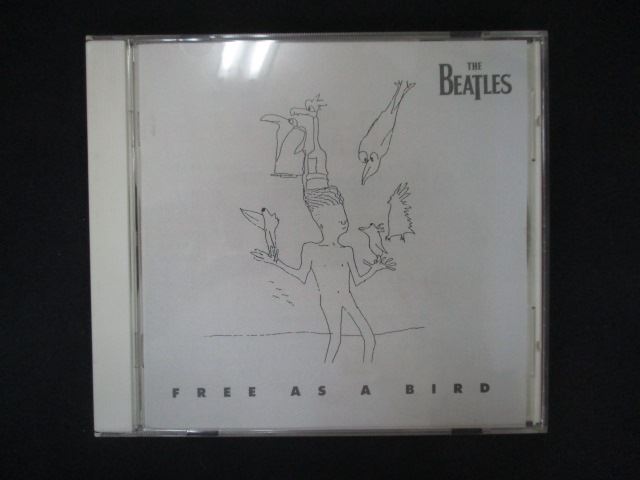 THE
BEATLES
FREE AS A BIRD